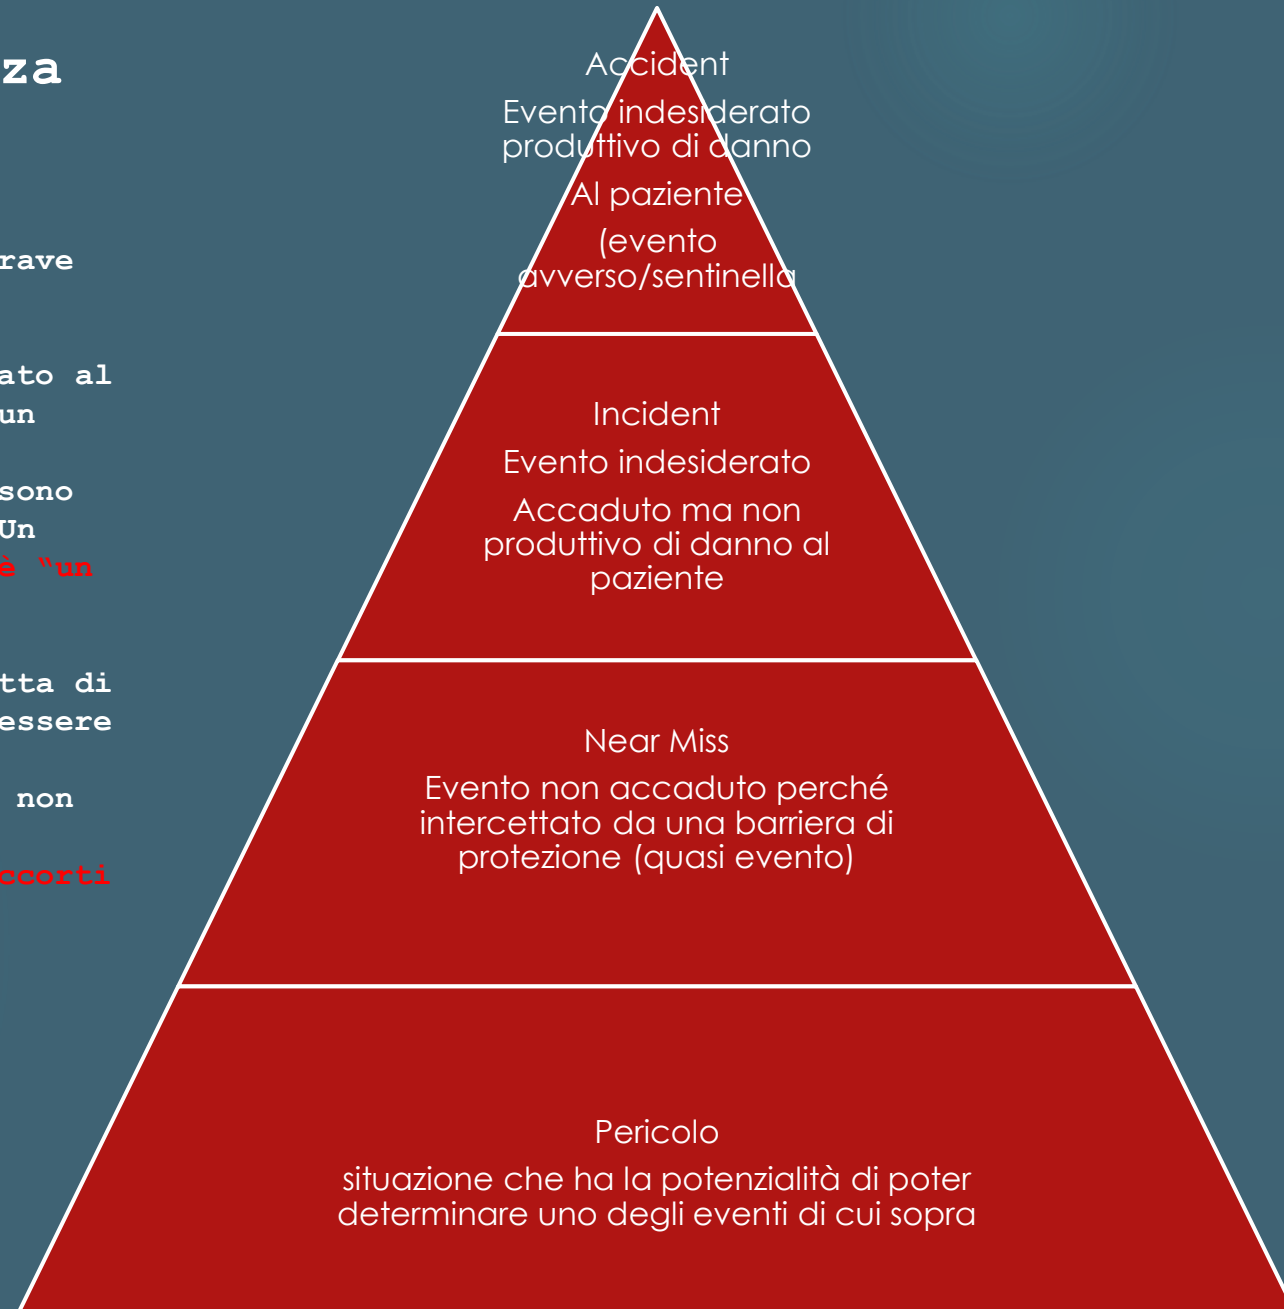 za
rave
ato al
un
sono
Un
è “un
tta di
essere
non
ccorti
Accident
Evento indesiderato
produttivo di danno
Al paziente
(evento
avverso/sentinella
Incident
Evento indesiderato
Accaduto ma non
produttivo di danno al
paziente
Near Miss
Evento non accaduto perché
intercettato da una barriera di
protezione (quasi evento)
Pericolo
situazione che ha la potenzialità di poter
determinare uno degli eventi di cui sopra